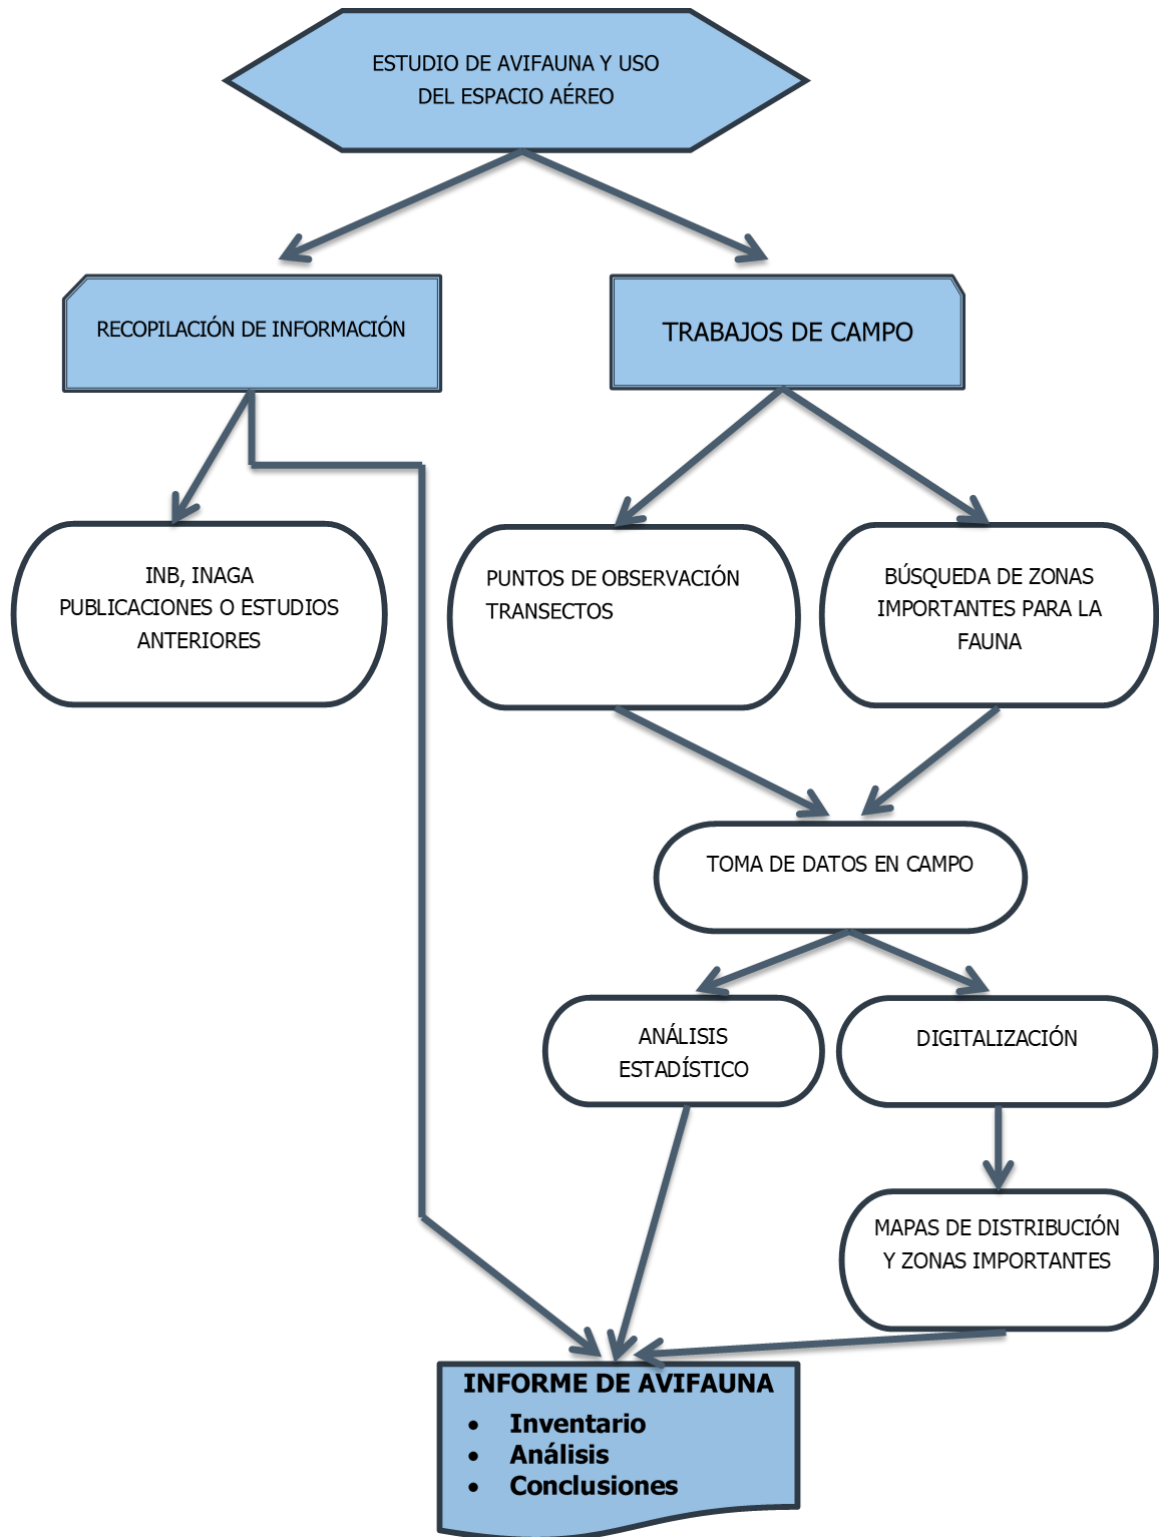 ESTUDIO DE AVIFAUNA Y USO
DEL ESPACIO AÉREO
RECOPILACIÓN DE INFORMACIÓN
TRABAJOS DE CAMPO
INB, INAGA
PUBLICACIONES O ESTUDIOS
ANTERIORES
PUNTOS DE OBSERVACIÓN
TRANSECTOS
BÚSQUEDA DE ZONAS
IMPORTANTES PARA LA
FAUNA
TOMA DE DATOS EN CAMPO
ANÁLISIS
ESTADÍSTICO
DIGITALIZACIÓN
MAPAS DE DISTRIBUCIÓN
Y ZONAS IMPORTANTES
INFORME DE AVIFAUNA
• Inventario
• Análisis
• Conclusiones